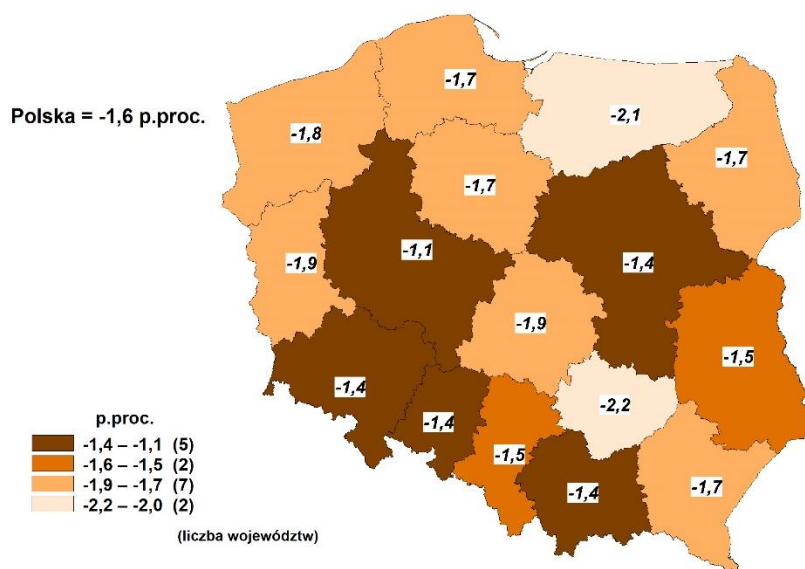 -1,7
-2,1
Polska = -1,6 p.proc.
-1,8
-1,7
-1,7
-1,1
-1,9
-1,4
-1,9
-1,5
-1,4
-2,2
p.proc.
-1,4
-1,4 – -1,1 (5)
-1,6 – -1,5 (2)
-1,5
-1,9 – -1,7 (7)
-1,4
-1,7
-2,2 – -2,0 (2)
(liczba województw)